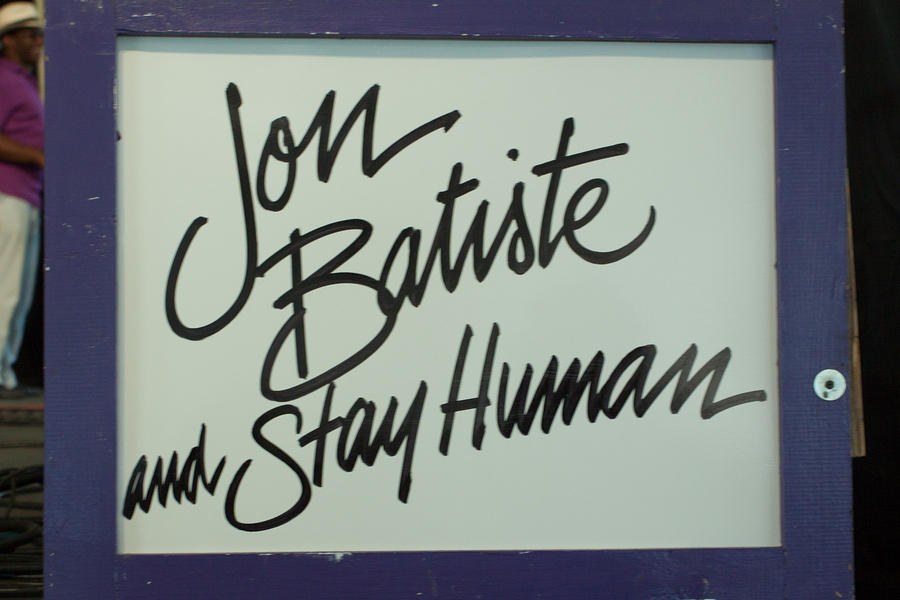 Jon
Batiste
and Stay Human